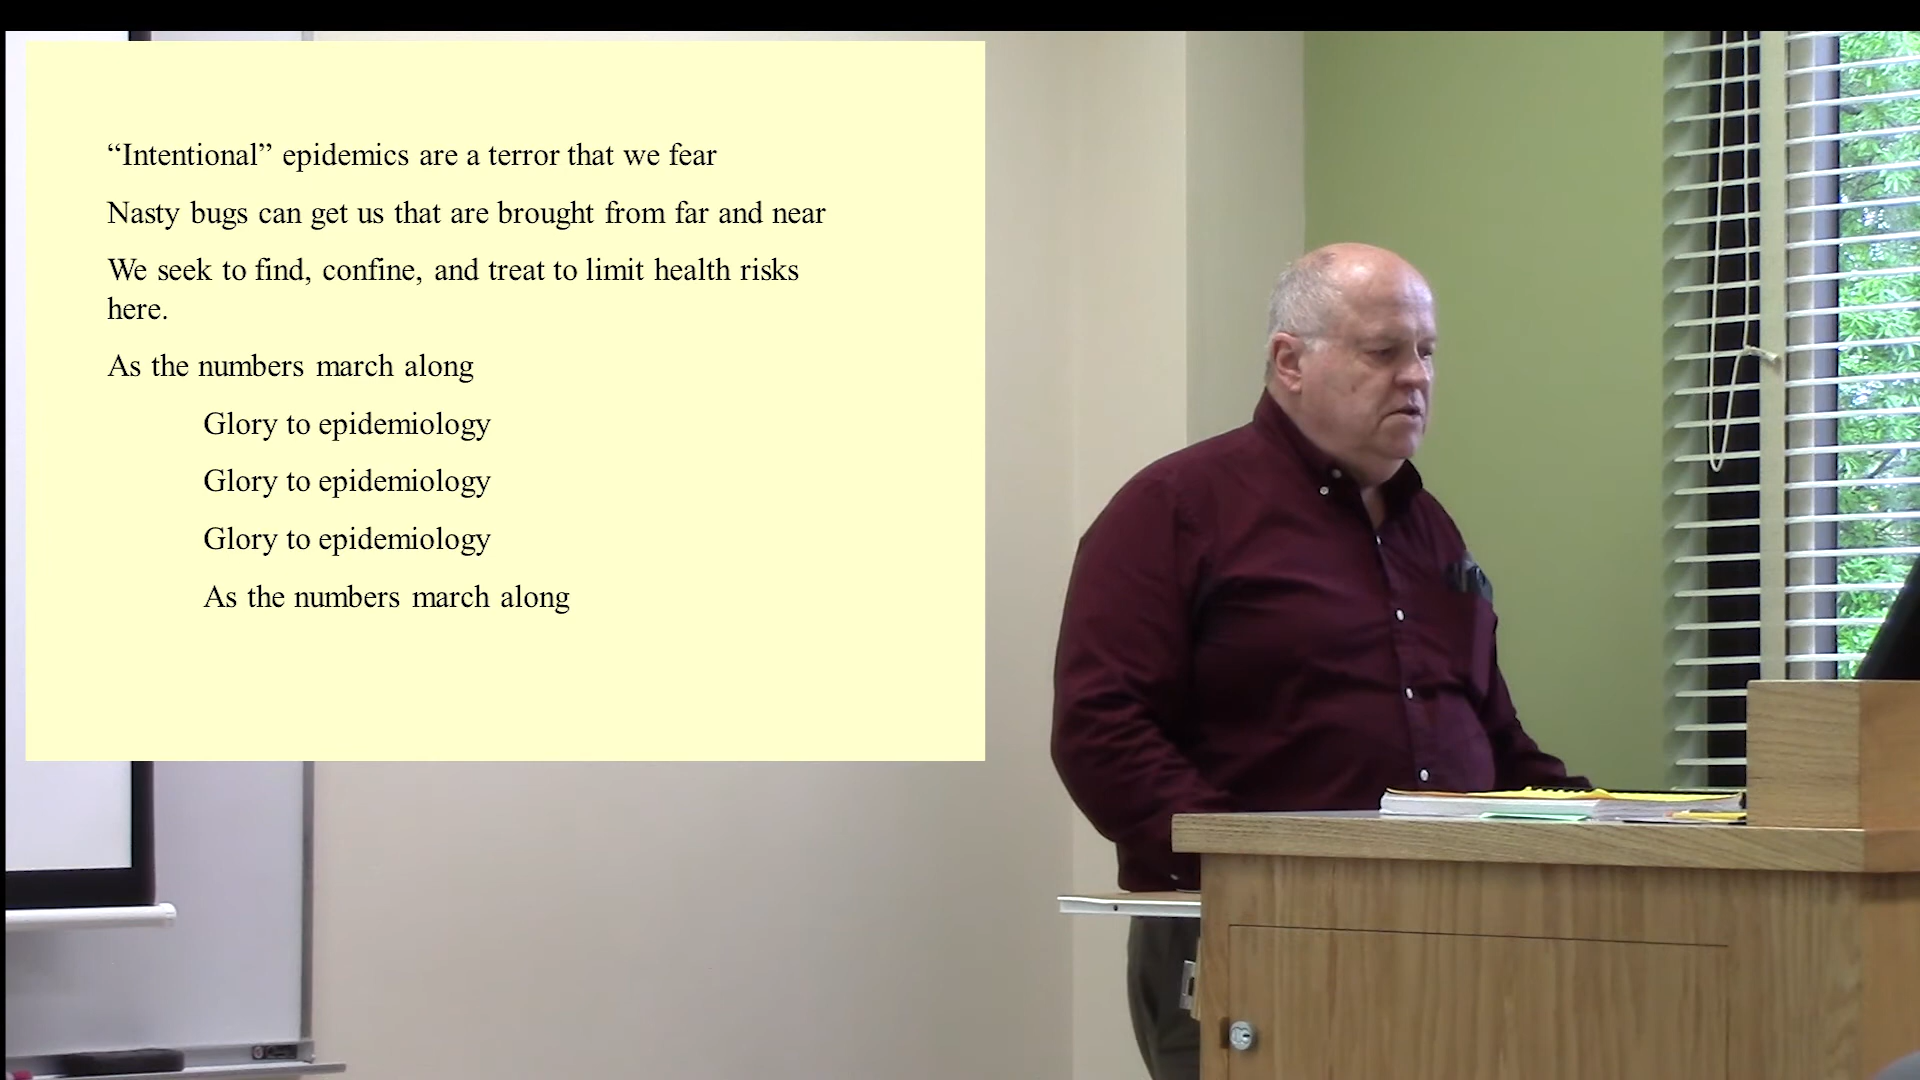 “Intentional” epidemics are a terror that we fear
Nasty bugs can get us that are brought from far and near
We seek to find, confine, and treat to limit health risks
here.
As the numbers march along
Glory to epidemiology
Glory to epidemiology
Glory to epidemiology
As the numbers march along